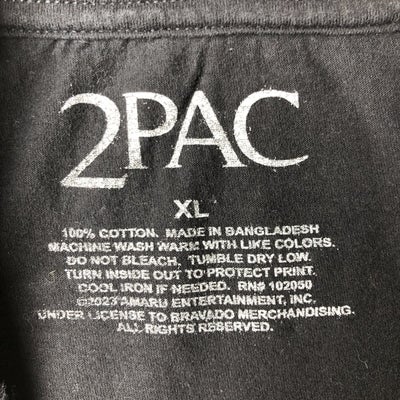 2PAC
XL
100% COTTON. MADE IN BANGLADESH
MACHINE WASH WARM WITH LIKE COLORS.
DO NOT BLEACH. TUMBLE DRY LOW.
TURN INSIDE OUT TO PROTECT PRINT.
COOL IRON IF NEEDED. RN# 102050
©2023 AMARU ENTERTAINMENT, INC.
UNDER LICENSE TO BRAVADO MERCHANDISING.
ALL RIGHTS RESERVED.